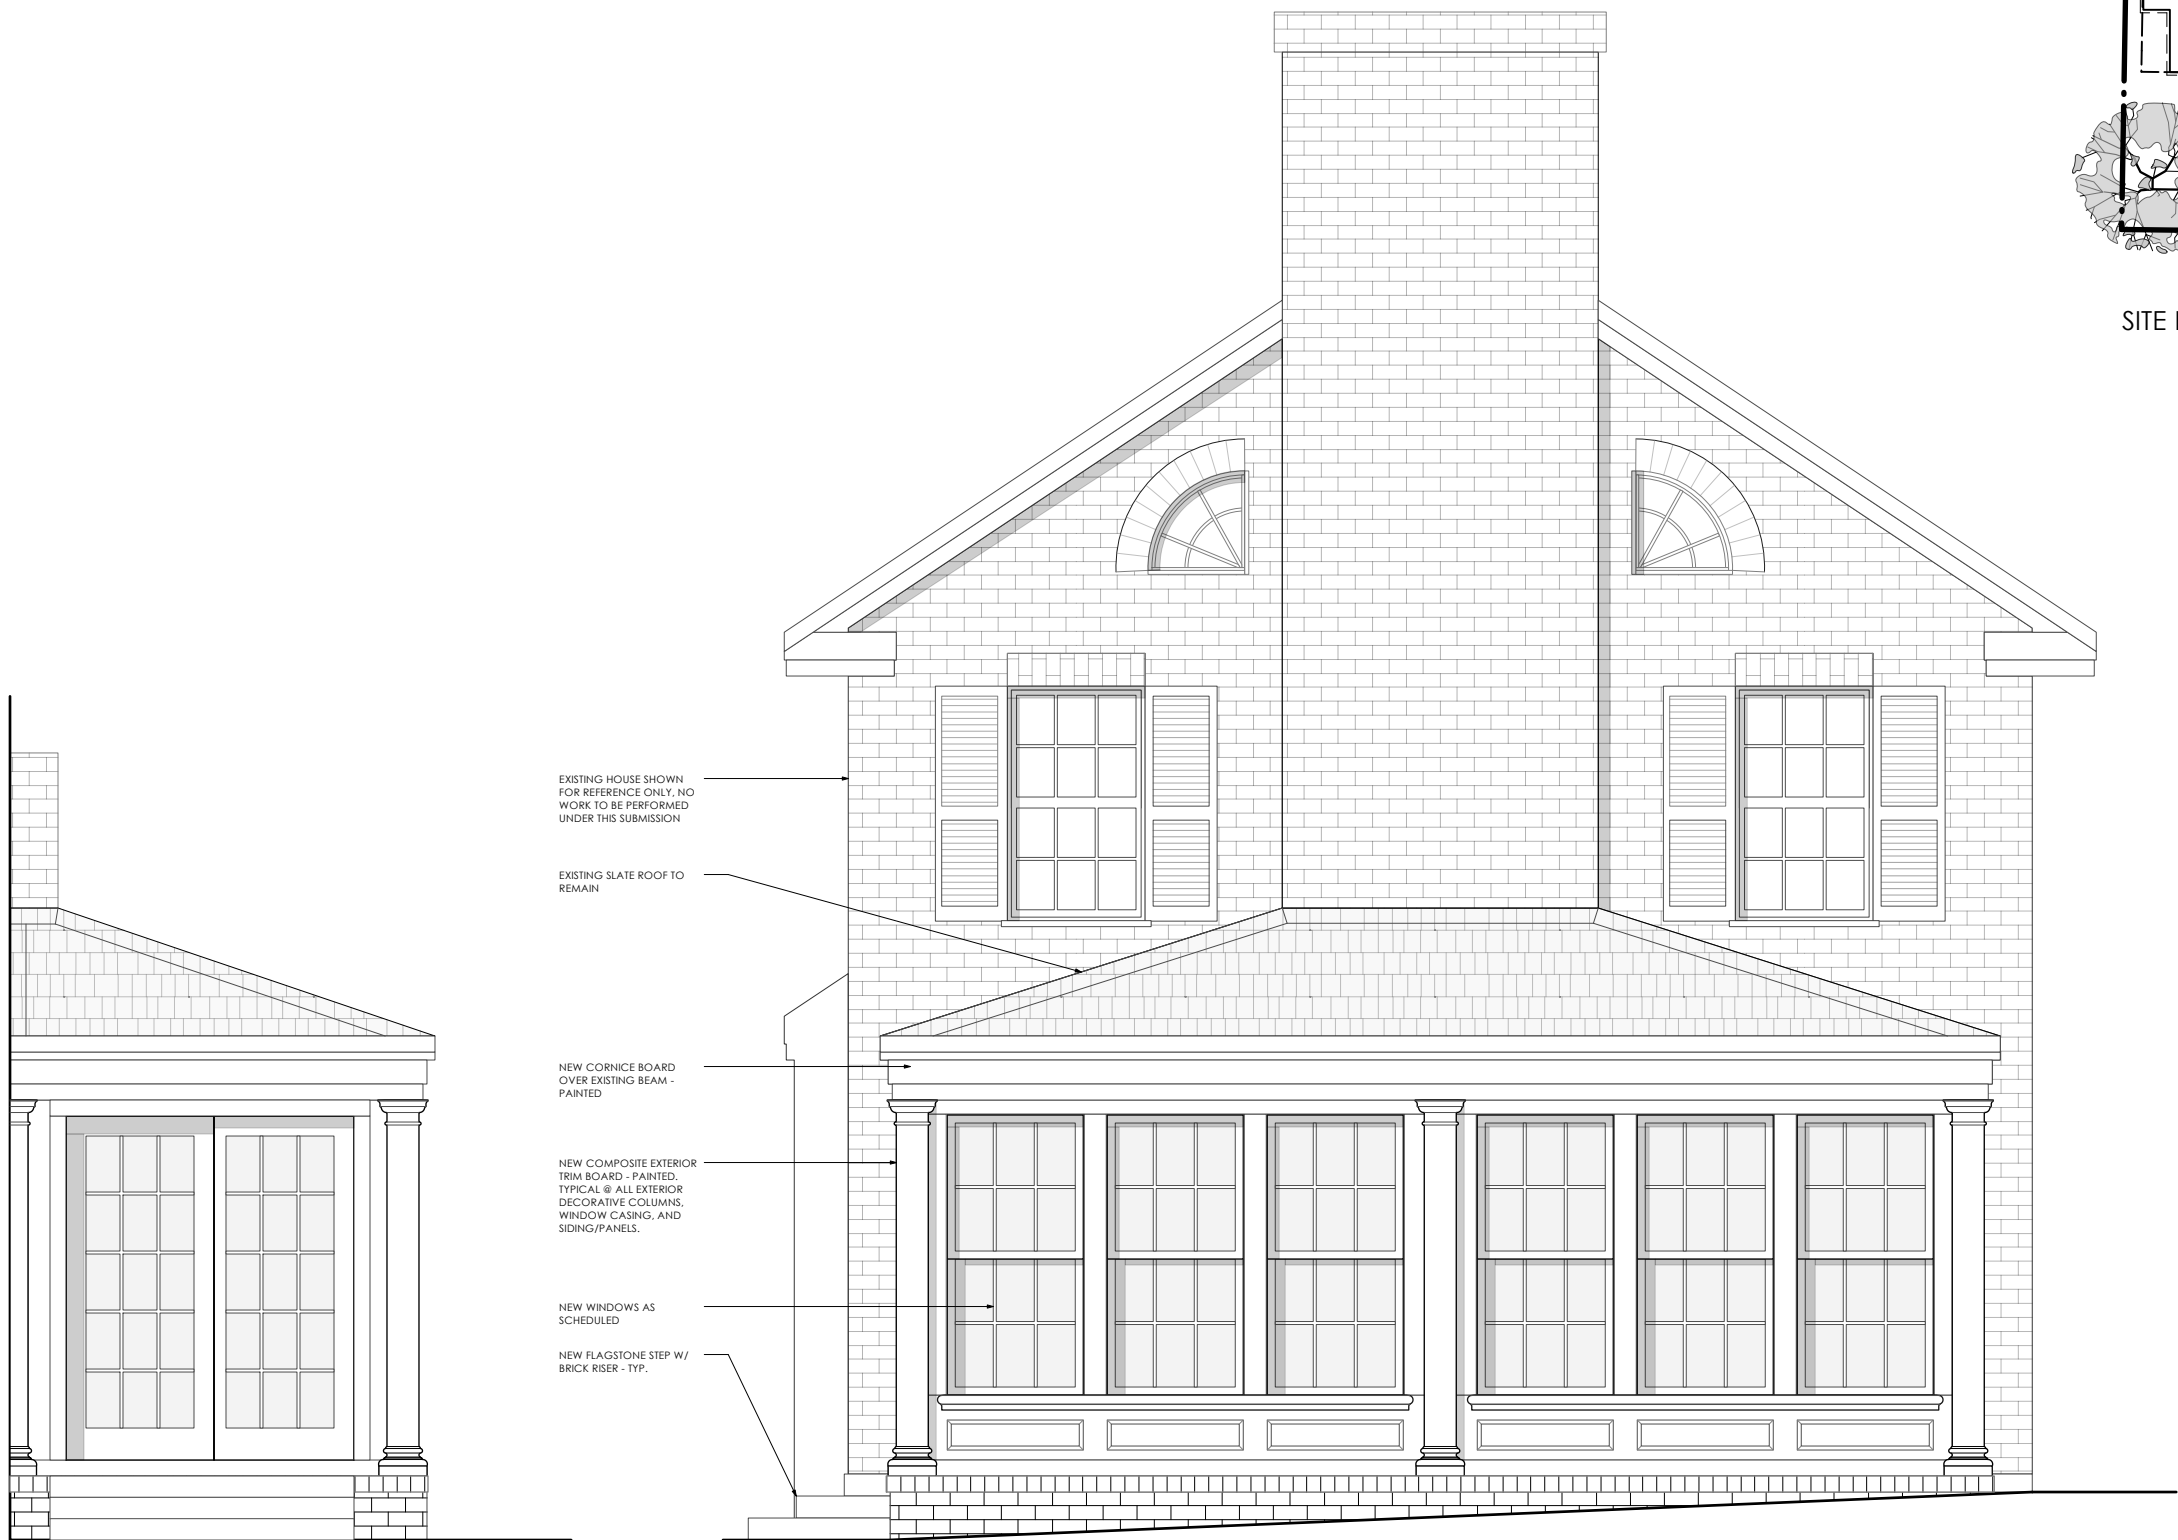 SITE
EXISTING HOUSE SHOWN
FOR REFERENCE ONLY, NO
WORK TO BE PERFORMED
UNDER THIS SUBMISSION
EXISTING SLATE ROOF TO
REMAIN
NEW CORNICE BOARD
OVER EXISTING BEAM -
PAINTED
NEW COMPOSITE EXTERIOR
TRIM BOARD - PAINTED.
TYPICAL @ ALL EXTERIOR
DECORATIVE COLUMNS,
WINDOW CASING, AND
SIDING/PANELS.
NEW WINDOWS AS
SCHEDULED
NEW FLAGSTONE STEP W/
BRICK RISER - TYP.